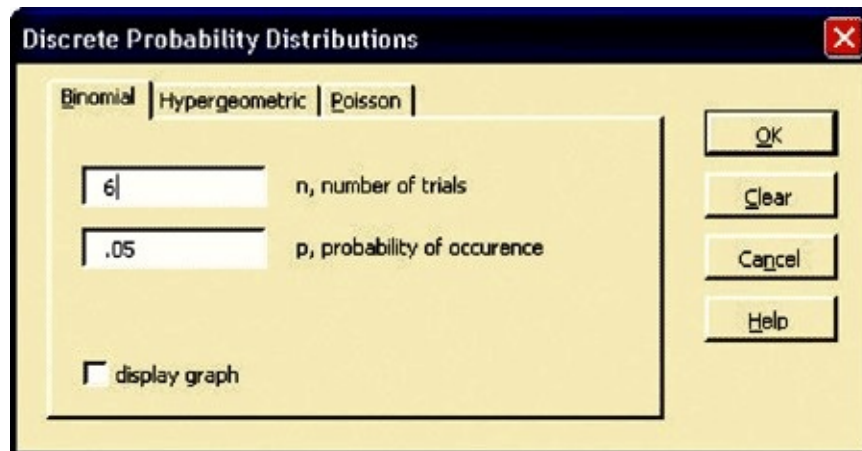 Discrete Probability Distributions
Binomial Hypergeometric Poisson
6 n, number of trials
.05 p, probability of occurence
display graph
OK
Clear
Cancel
Help